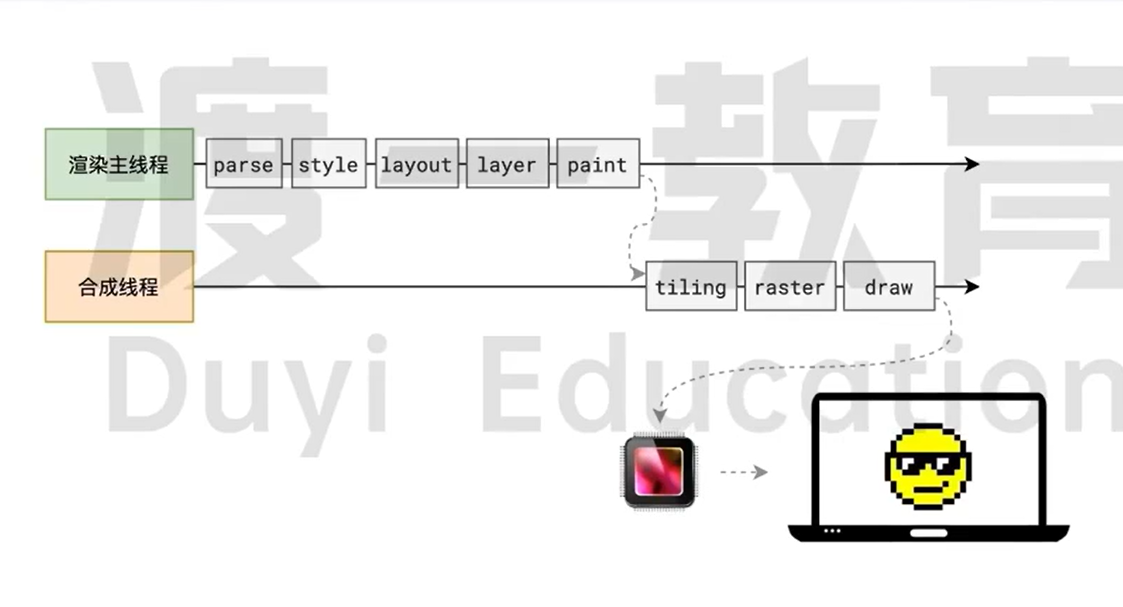 渡一教育
渲染主线程 parse style layout layer paint
合成线程 tiling raster draw
Duyi Education